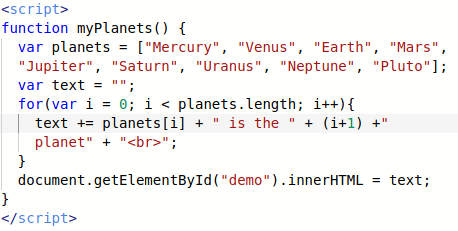 <script>
function myPlanets() {
var planets = ["Mercury", "Venus", "Earth", "Mars",
"Jupiter", "Saturn", "Uranus", "Neptune", "Pluto"];
var text = "";
for(var i = 0; i < planets.length; i++){
text += planets[i] + " is the " + (i+1) +"
planet" + "<br>";
}
document.getElementById("demo").innerHTML = text;
}
</script>